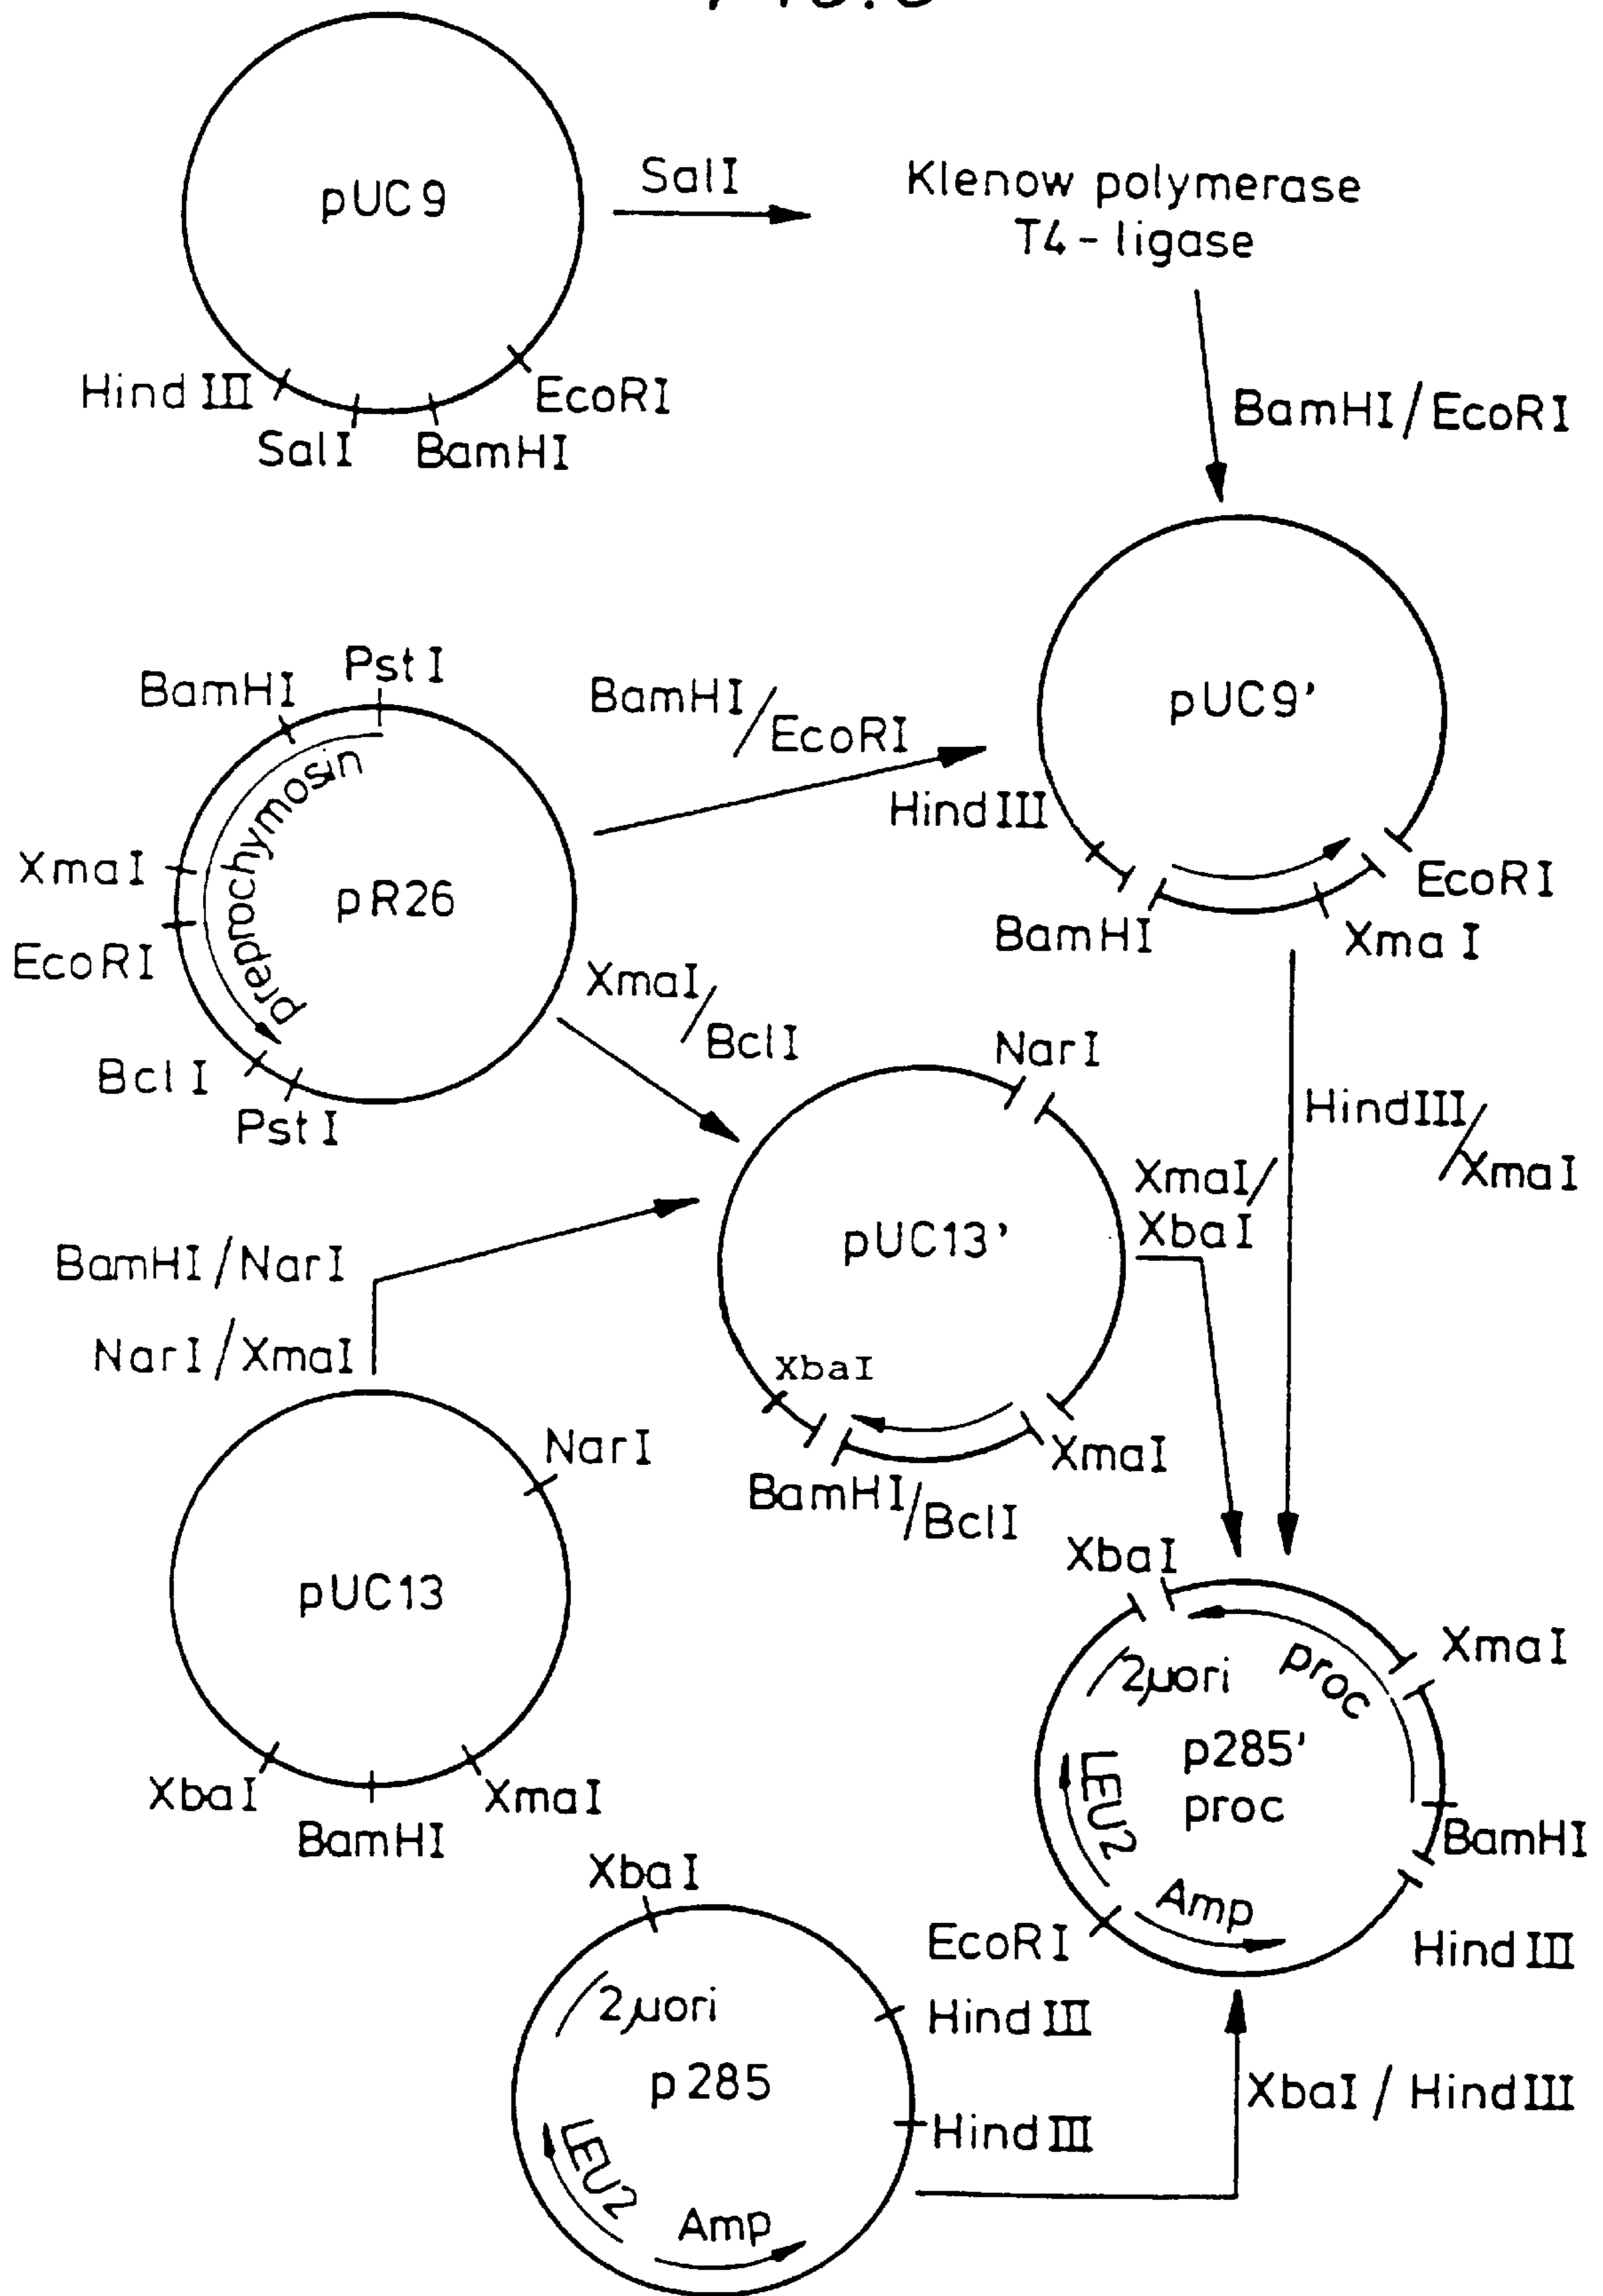 pUC9
SalI
Klenow polymerase
T4-ligase
Hind III
SalI
BamHI
EcoRI
BamHI/EcoRI
pUC9'
Hind III
BamHI
XmaI
EcoRI
BamHI
PstI
XmaI
EcoRI
BclI
PstI
preprochymosin
pR26
BamHI/EcoRI
XmaI/BclI
NarI
HindIII/XmaI
XmaI/
XbaI
pUC13'
BamHI/NarI
NarI/XmaI
XbaI
BamHI/BclI
XmaI
pUC13
NarI
XbaI
BamHI
XmaI
XbaI
XmaI
2μori
proc
p285'
proc
LEU2
Amp
BamHI
EcoRI
Hind III
XbaI
2μori
Hind III
p285
Hind III
LEU2
Amp
XbaI / HindIII